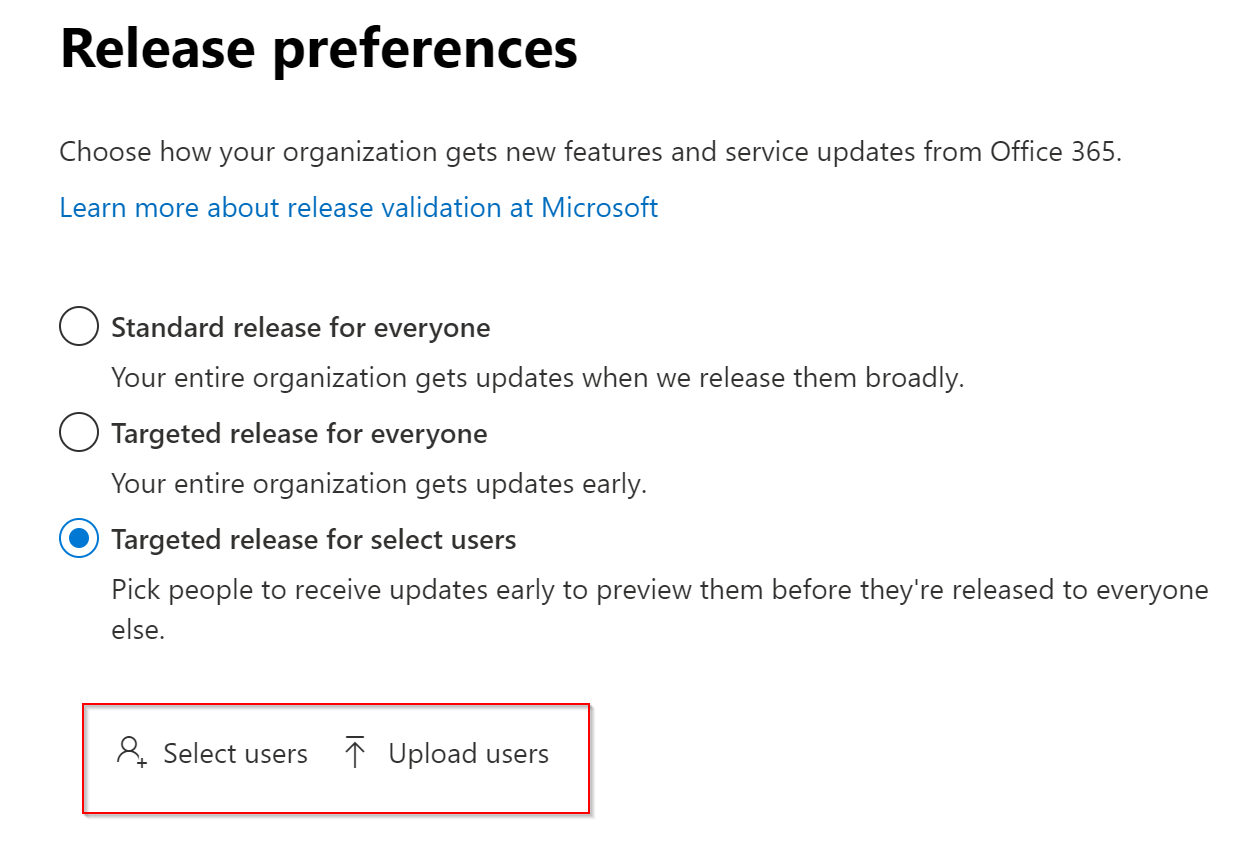 Release preferences
Choose how your organization gets new features and service updates from Office 365.
Learn more about release validation at Microsoft
Standard release for everyone
Your entire organization gets updates when we release them broadly.
Targeted release for everyone
Your entire organization gets updates early.
Targeted release for select users
Pick people to receive updates early to preview them before they're released to everyone
else.
Select users Upload users